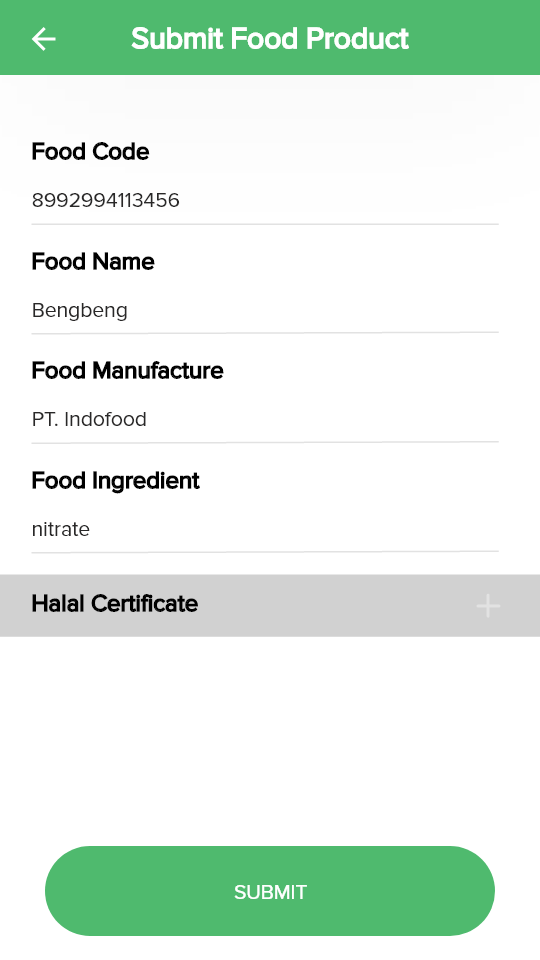 Submit Food Product
Food Code
8992994113456
Food Name
Bengbeng
Food Manufacture
PT. Indofood
Food Ingredient
nitrate
Halal Certificate
SUBMIT